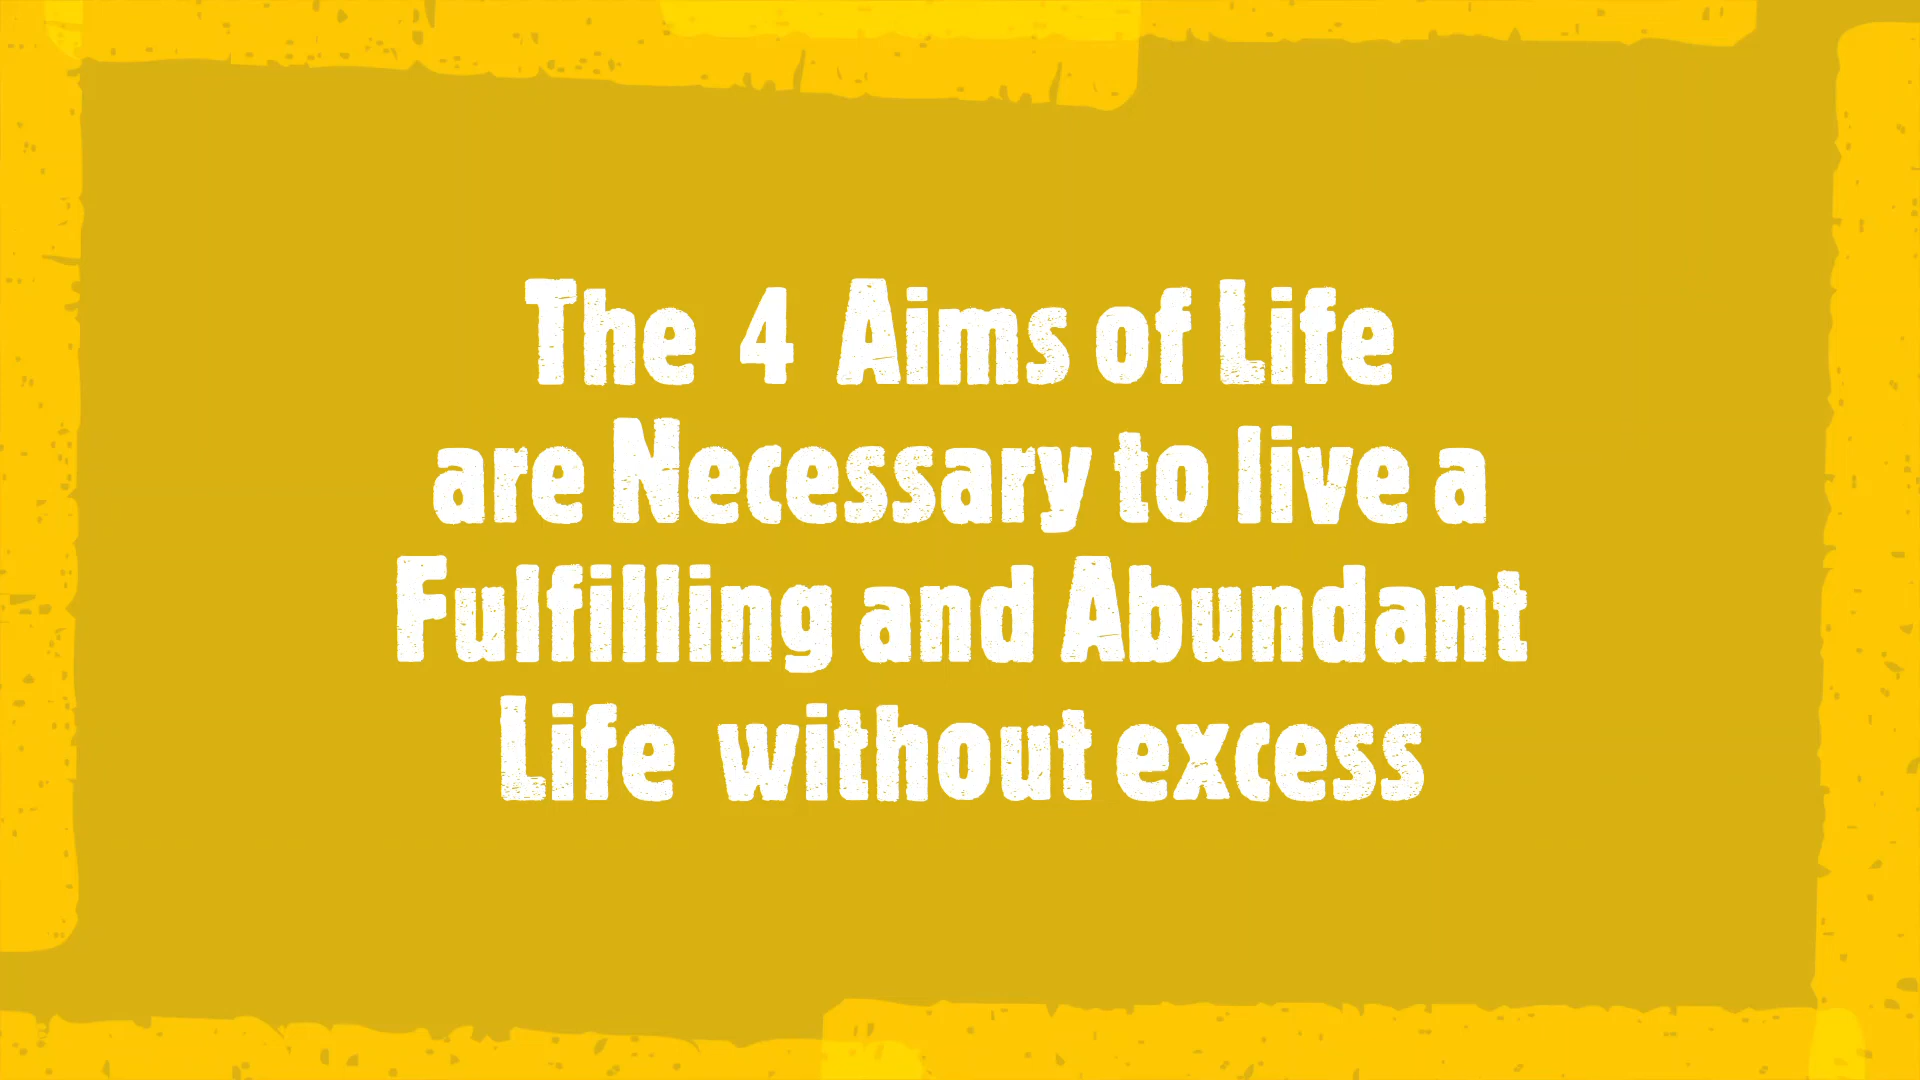 The 4 Aims of Life
are Necessary to live a
Fulfilling and Abundant
Life without excess